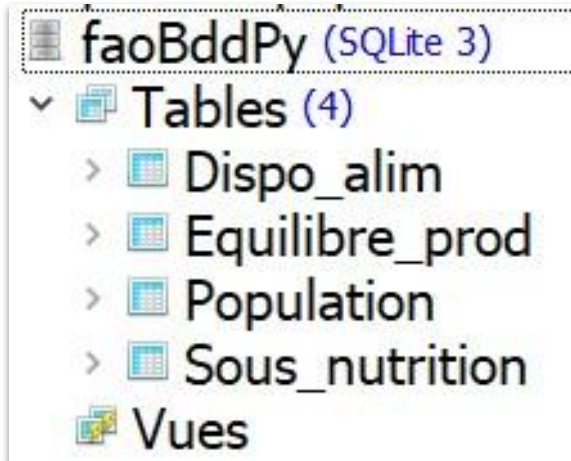 faoBddPy (SQLite 3)
Tables (4)
Dispo_alim
Equilibre_prod
Population
Sous_nutrition
Vues